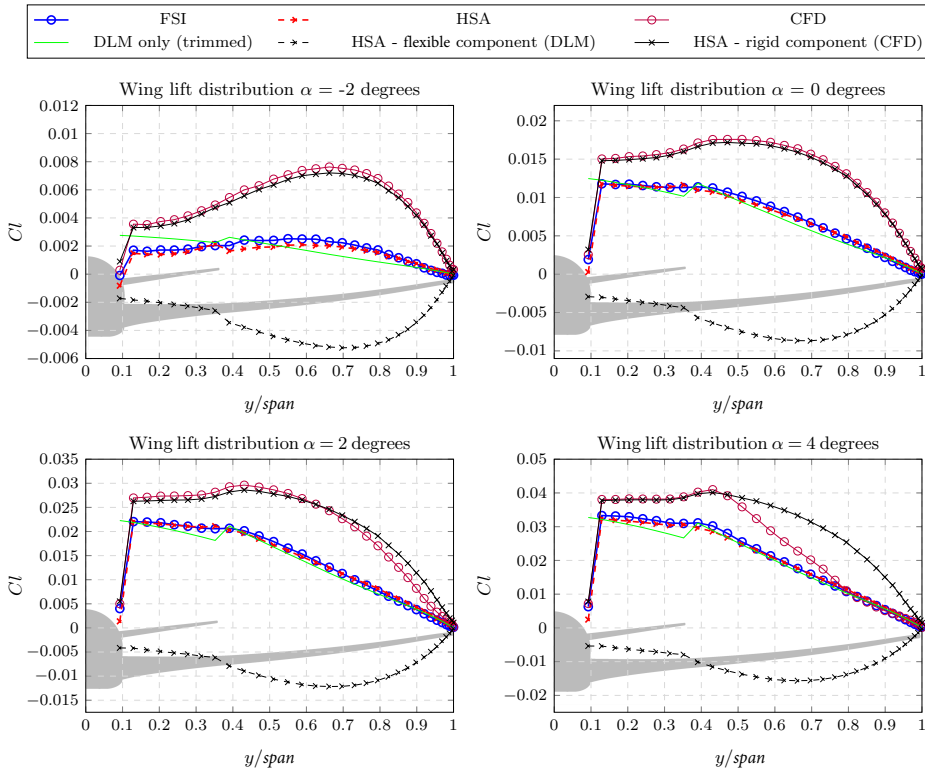 FSI HSA CFD
DLM only (trimmed) HSA - flexible component (DLM) HSA - rigid component (CFD)
Wing lift distribution α = -2 degrees
0.012
0.01
0.008
0.006
0.004
0.002
0
−0.002
−0.004
−0.006
Cl
0 0.1 0.2 0.3 0.4 0.5 0.6 0.7 0.8 0.9 1
y/span
Wing lift distribution α = 0 degrees
0.02
0.015
0.01
0.005
0
−0.005
−0.01
Cl
0 0.1 0.2 0.3 0.4 0.5 0.6 0.7 0.8 0.9 1
y/span
Wing lift distribution α = 2 degrees
0.035
0.03
0.025
0.02
0.015
0.01
0.005
0
−0.005
−0.01
−0.015
Cl
0 0.1 0.2 0.3 0.4 0.5 0.6 0.7 0.8 0.9 1
y/span
Wing lift distribution α = 4 degrees
0.05
0.04
0.03
0.02
0.01
0
−0.01
−0.02
Cl
0 0.1 0.2 0.3 0.4 0.5 0.6 0.7 0.8 0.9 1
y/span